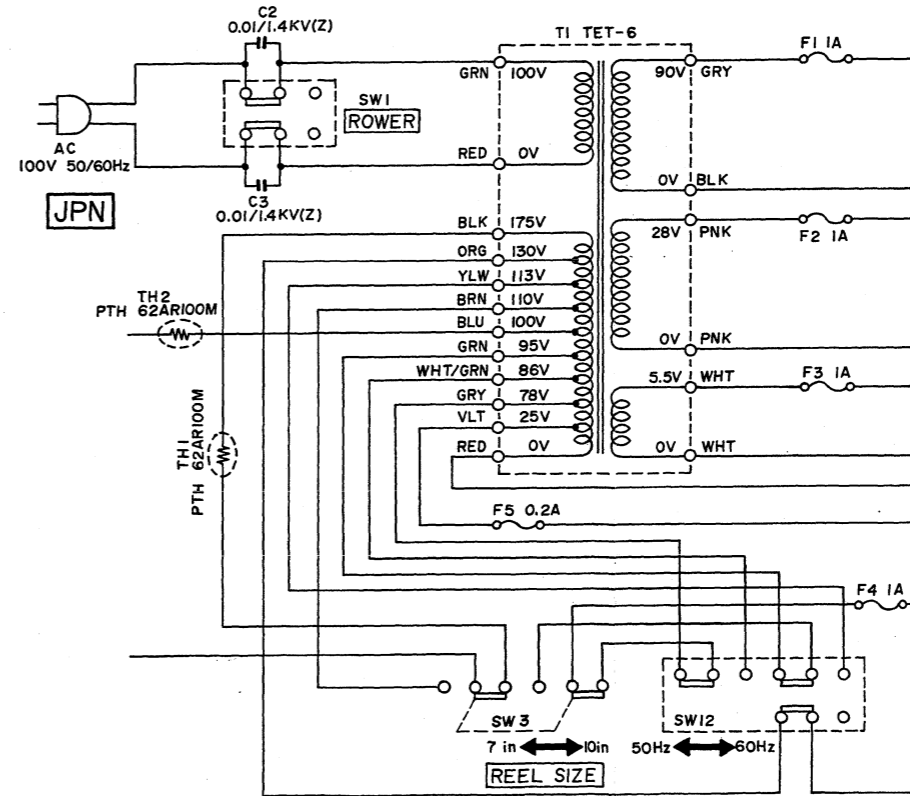 C2
0.01/1.4KV(Z)
SW1
ROWER
AC
100V 50/60Hz
JPN
C3
0.01/1.4KV(Z)
T1 TET-6
GRN 100V
RED 0V
BLK 175V
ORG 130V
YLW 113V
BRN 110V
BLU 100V
GRN 95V
WHT/GRN 86V
GRY 78V
VLT 25V
RED 0V
90V GRY
0V BLK
28V PNK
0V PNK
5.5V WHT
0V WHT
F1 1A
F2 1A
F3 1A
TH2
PTH 62AR100M
TH1
PTH 62AR100M
F5 0.2A
F4 1A
SW3
7 in 10in
REEL SIZE
SW12
50Hz 60Hz